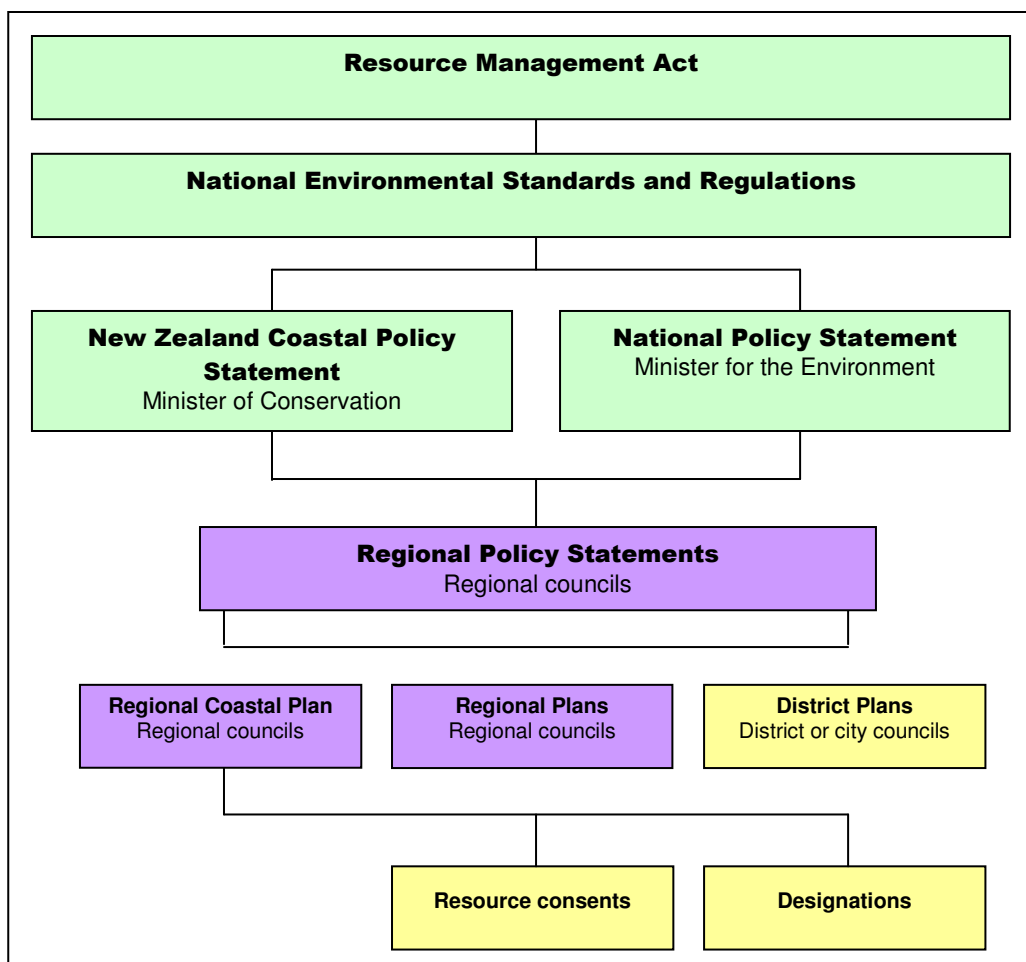 Resource Management Act
National Environmental Standards and Regulations
New Zealand Coastal Policy
Statement
Minister of Conservation
National Policy Statement
Minister for the Environment
Regional Policy Statements
Regional councils
Regional Coastal Plan
Regional councils
Regional Plans
Regional councils
District Plans
District or city councils
Resource consents
Designations